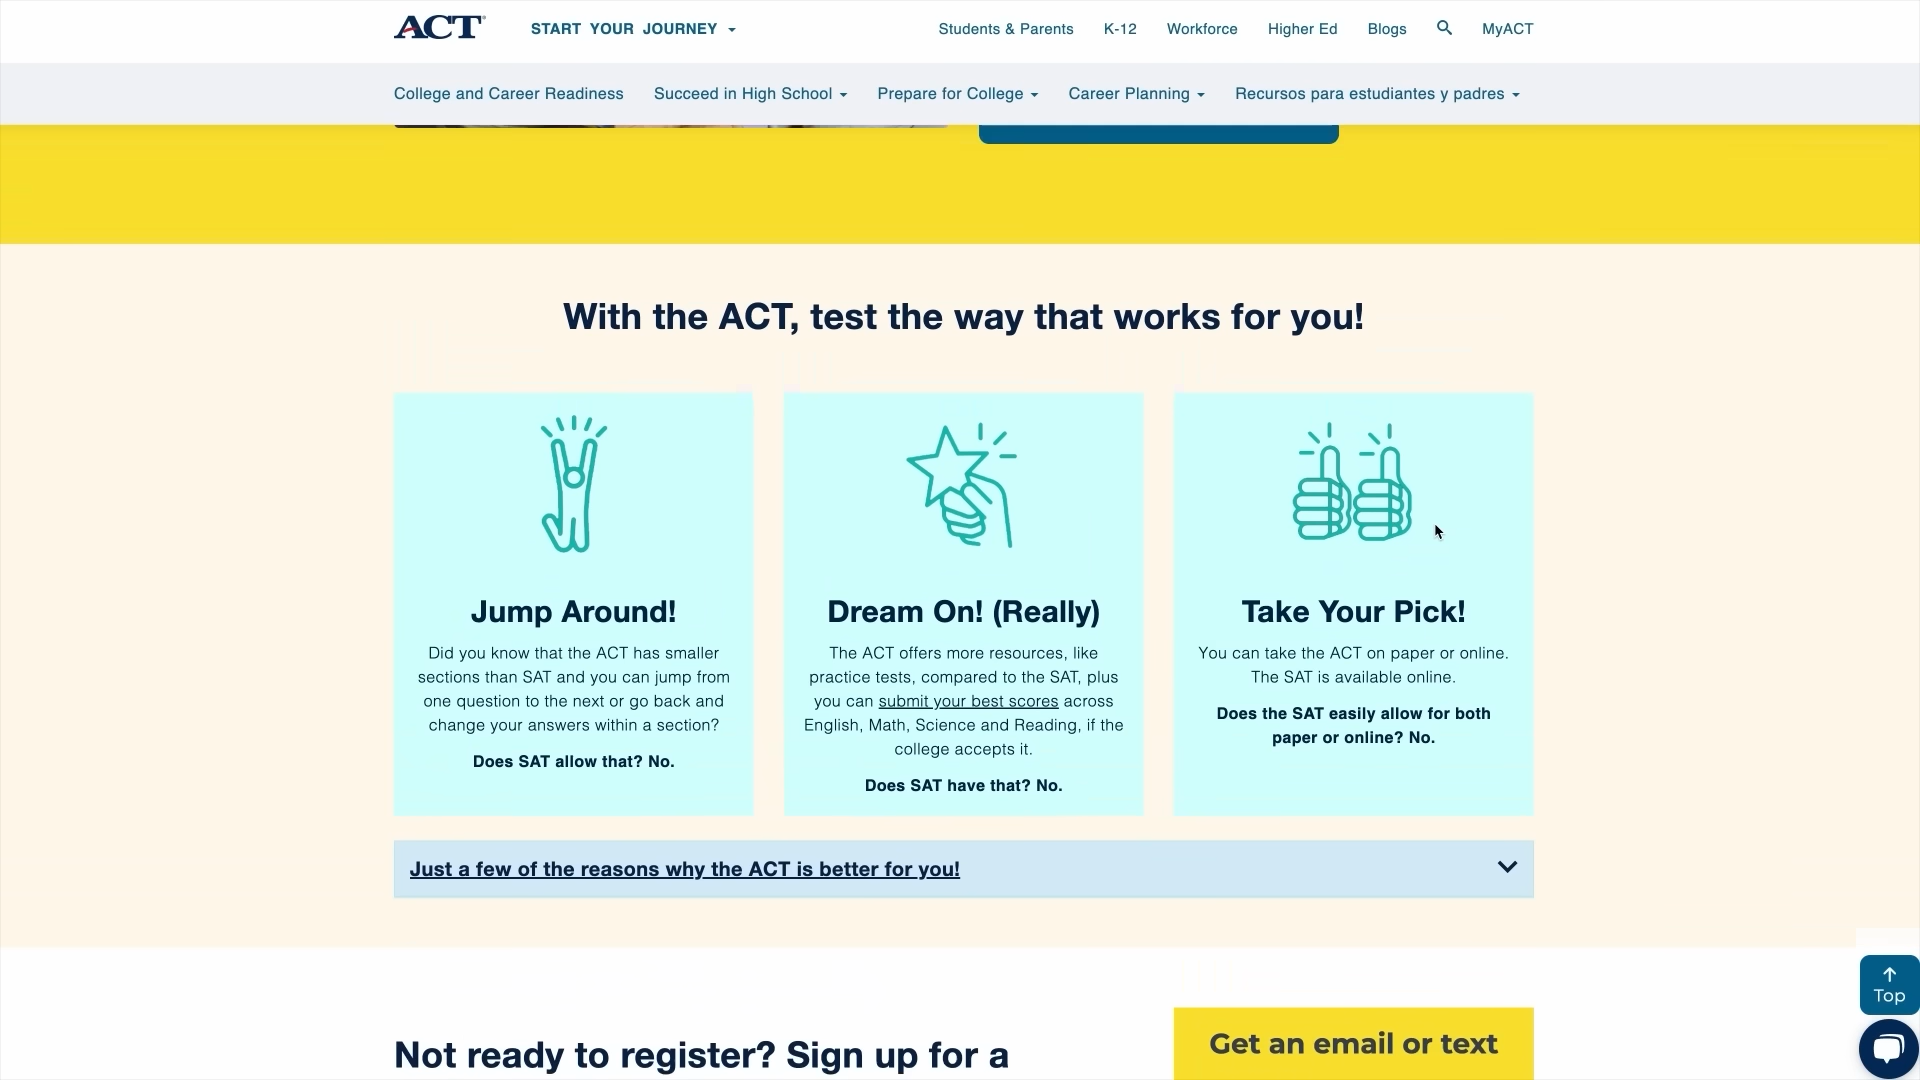 ACT
START YOUR JOURNEY
Students & Parents
K-12
Workforce
Higher Ed
Blogs
MyACT
College and Career Readiness
Succeed in High School
Prepare for College
Career Planning
Recursos para estudiantes y padres
With the ACT, test the way that works for you!
Jump Around!
Did you know that the ACT has smaller
sections than SAT and you can jump from
one question to the next or go back and
change your answers within a section?
Does SAT allow that? No.
Dream On! (Really)
The ACT offers more resources, like
practice tests, compared to the SAT, plus
you can submit your best scores across
English, Math, Science and Reading, if the
college accepts it.
Does SAT have that? No.
Take Your Pick!
You can take the ACT on paper or online.
The SAT is available online.
Does the SAT easily allow for both
paper or online? No.
Just a few of the reasons why the ACT is better for you!
Not ready to register? Sign up for a
Get an email or text
Top